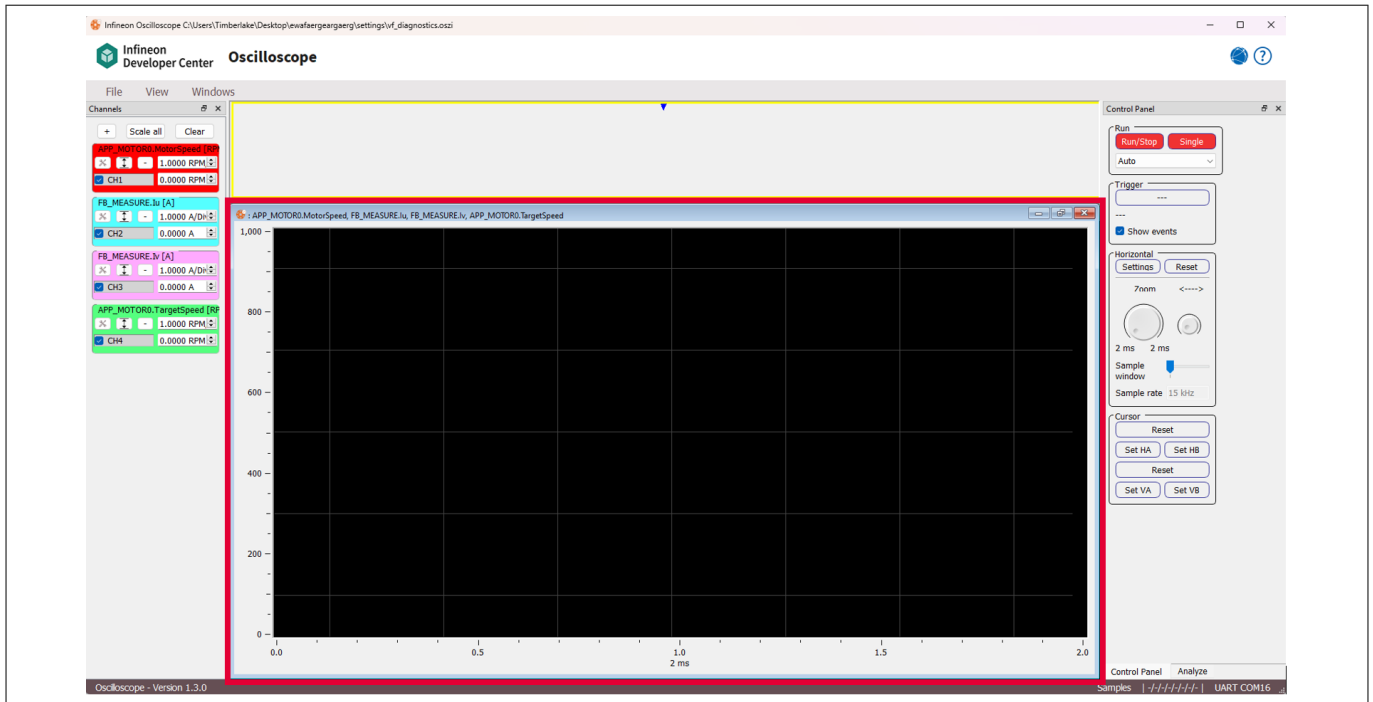 Infineon Oscilloscope C:\Users\Timberlake\Desktop\ewafaergeargaerg\settings\vf_diagnostics.oszi
Infineon
Developer Center
Oscilloscope
File View Windows
Channels
+ Scale all Clear
APP_MOTOR0.MotorSpeed [RPM
- 1.0000 RPM
CH1 0.0000 RPM
FB_MEASURE.Iu [A]
- 1.0000 A/Div
CH2 0.0000 A
FB_MEASURE.Iv [A]
- 1.0000 A/Div
CH3 0.0000 A
APP_MOTOR0.TargetSpeed [RP
- 1.0000 RPM
CH4 0.0000 RPM
: APP_MOTOR0.MotorSpeed, FB_MEASURE.Iu, FB_MEASURE.Iv, APP_MOTOR0.TargetSpeed
1,000
800
600
400
200
0
0.0 0.5 1.0 1.5 2.0
2 ms
Control Panel
Run
Run/Stop Single
Auto
Trigger
---
---
Show events
Horizontal
Settings Reset
Zoom <---->
2 ms 2 ms
Sample
window
Sample rate 15 kHz
Cursor
Reset
Set HA Set HB
Reset
Set VA Set VB
Control Panel Analyze
Oscilloscope - Version 1.3.0
Samples | -/-/-/-/-/-/-/- | UART COM16